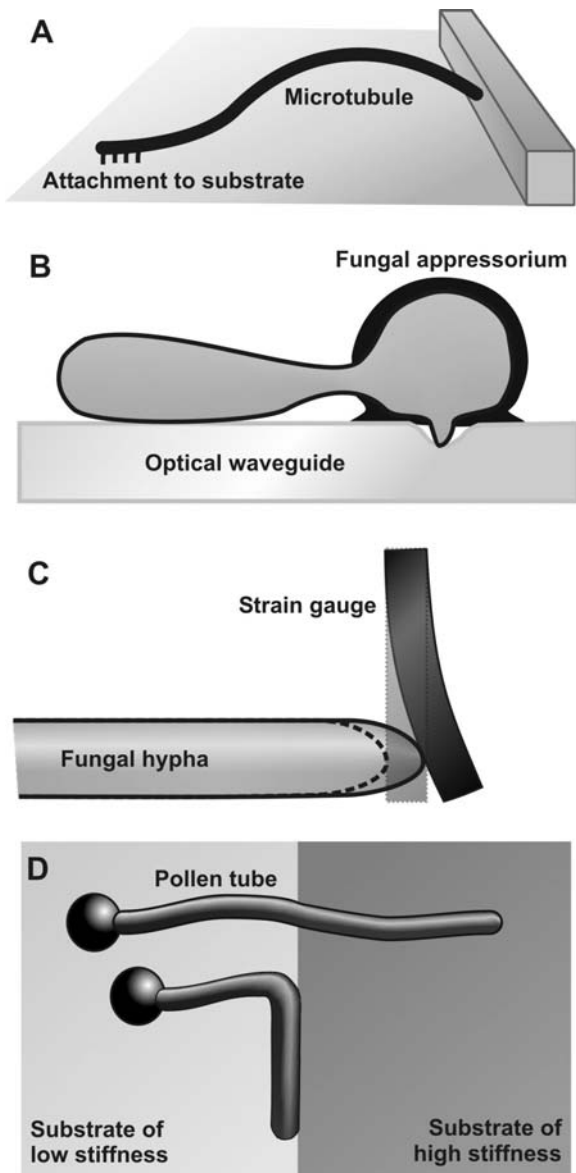 A
Microtubule
Attachment to substrate
B
Fungal appressorium
Optical waveguide
C
Strain gauge
Fungal hypha
D
Pollen tube
Substrate of
low stiffness
Substrate of
high stiffness